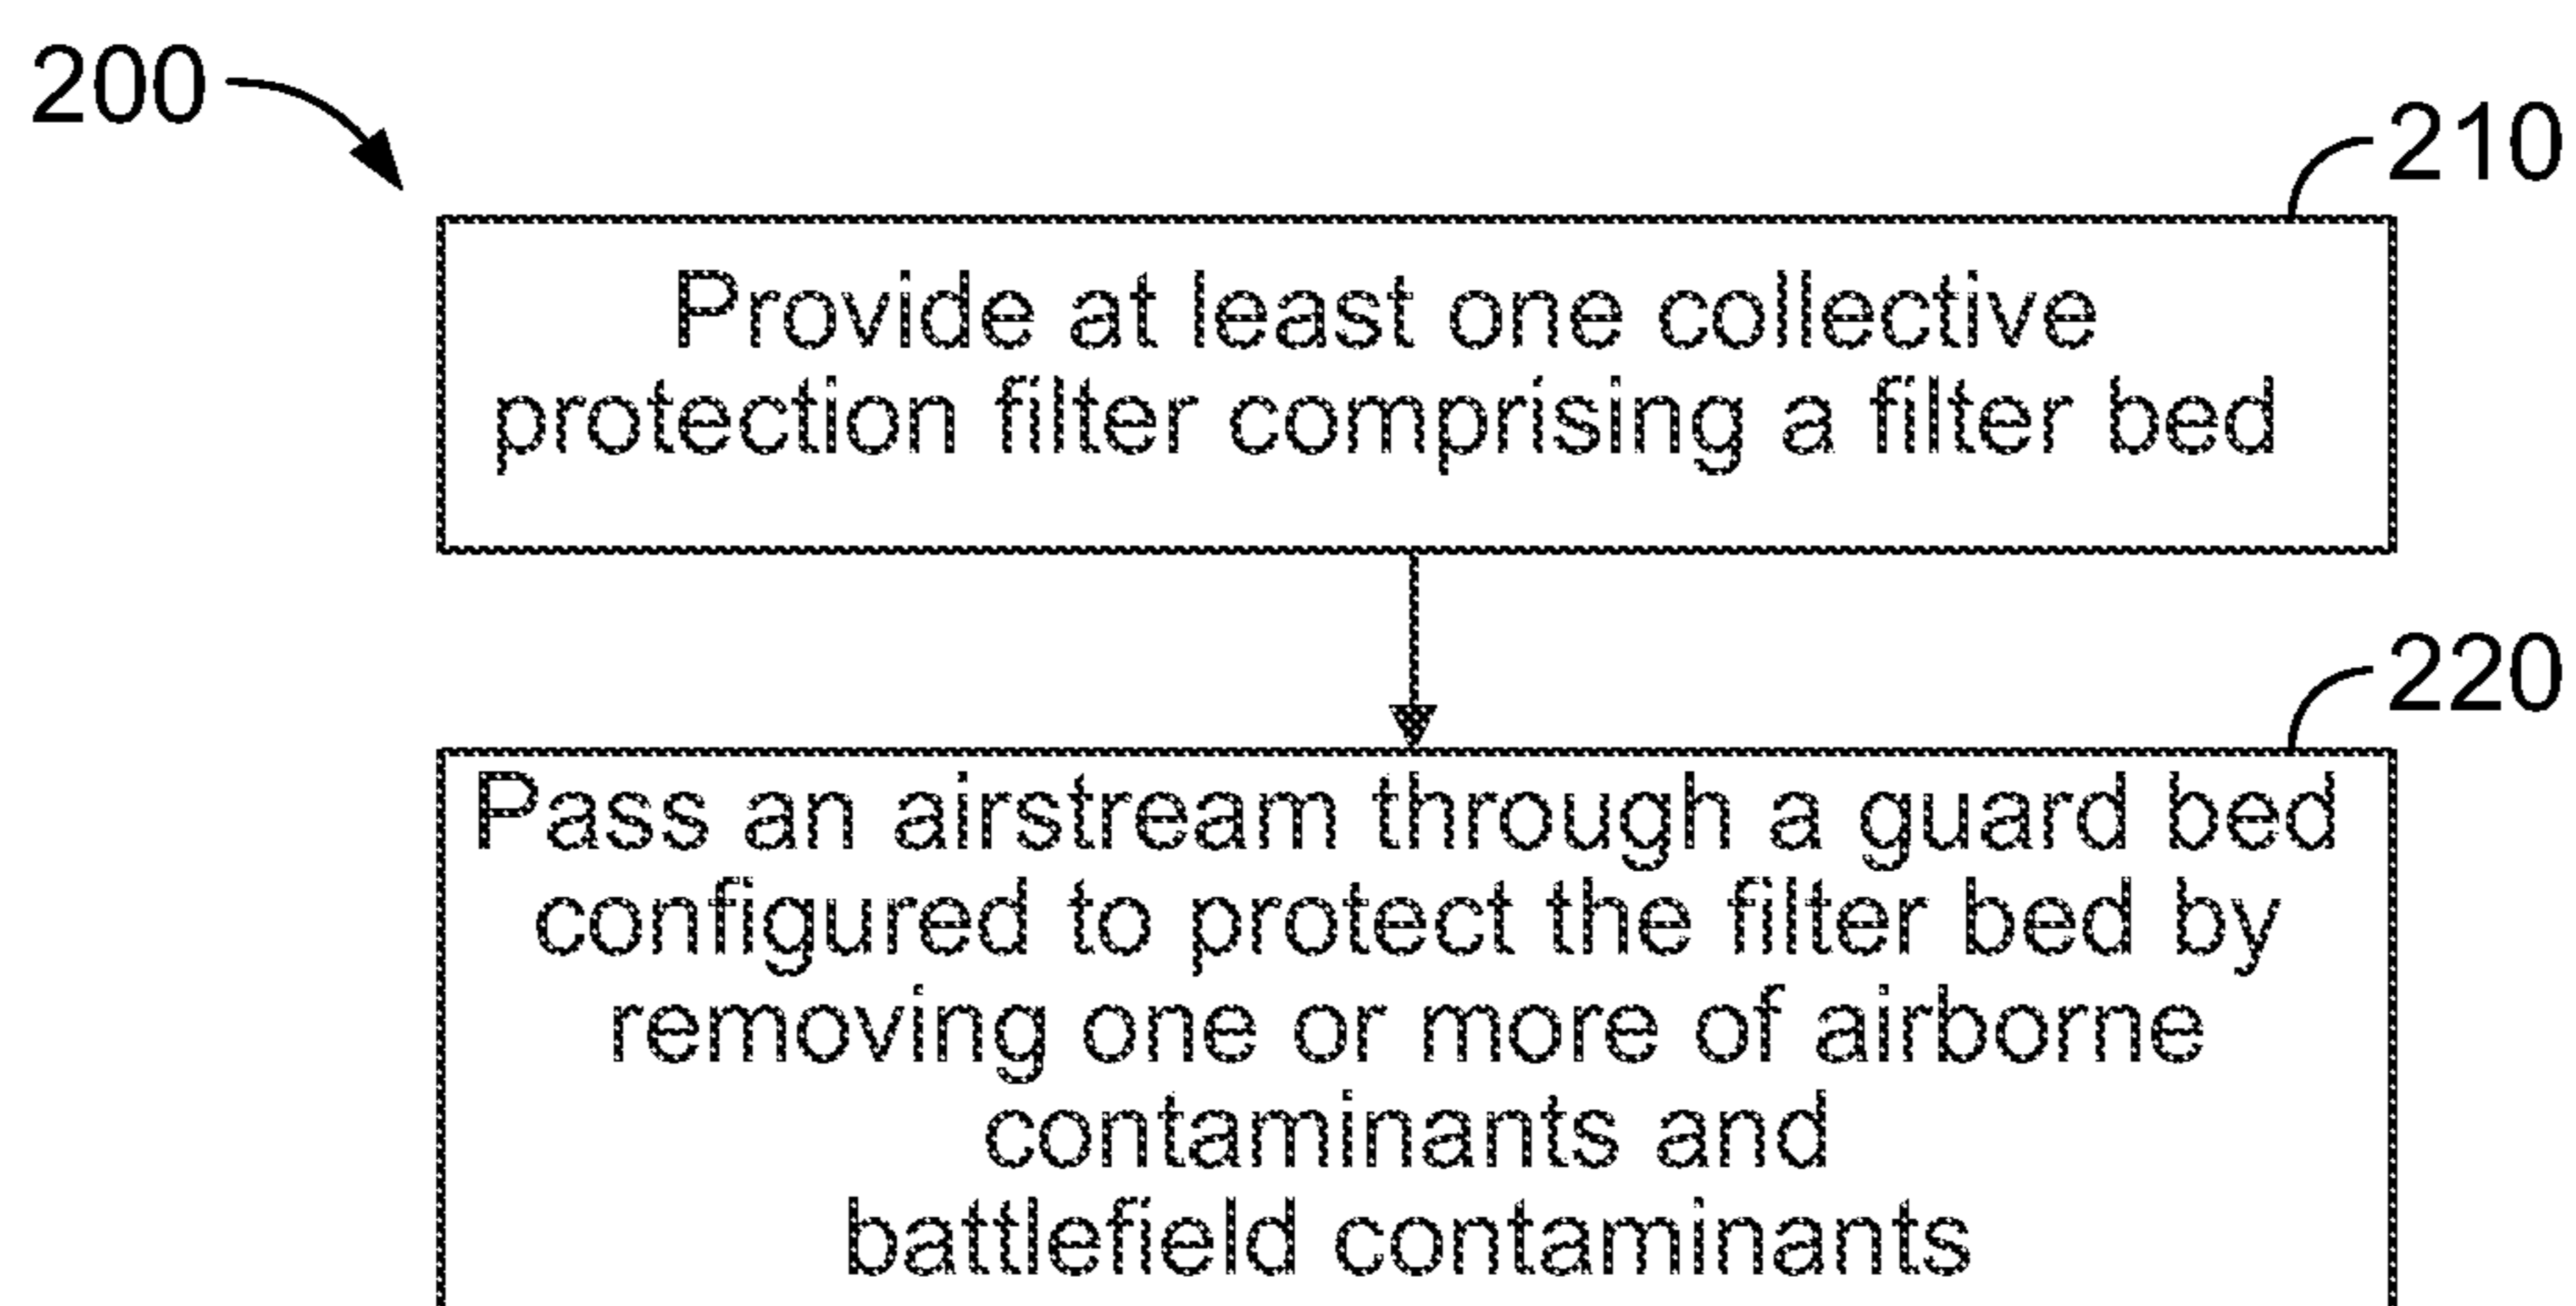 200
210
Provide at least one collective
protection filter comprising a filter bed
220
Pass an airstream through a guard bed
configured to protect the filter bed by
removing one or more of airborne
contaminants and
battlefield contaminants